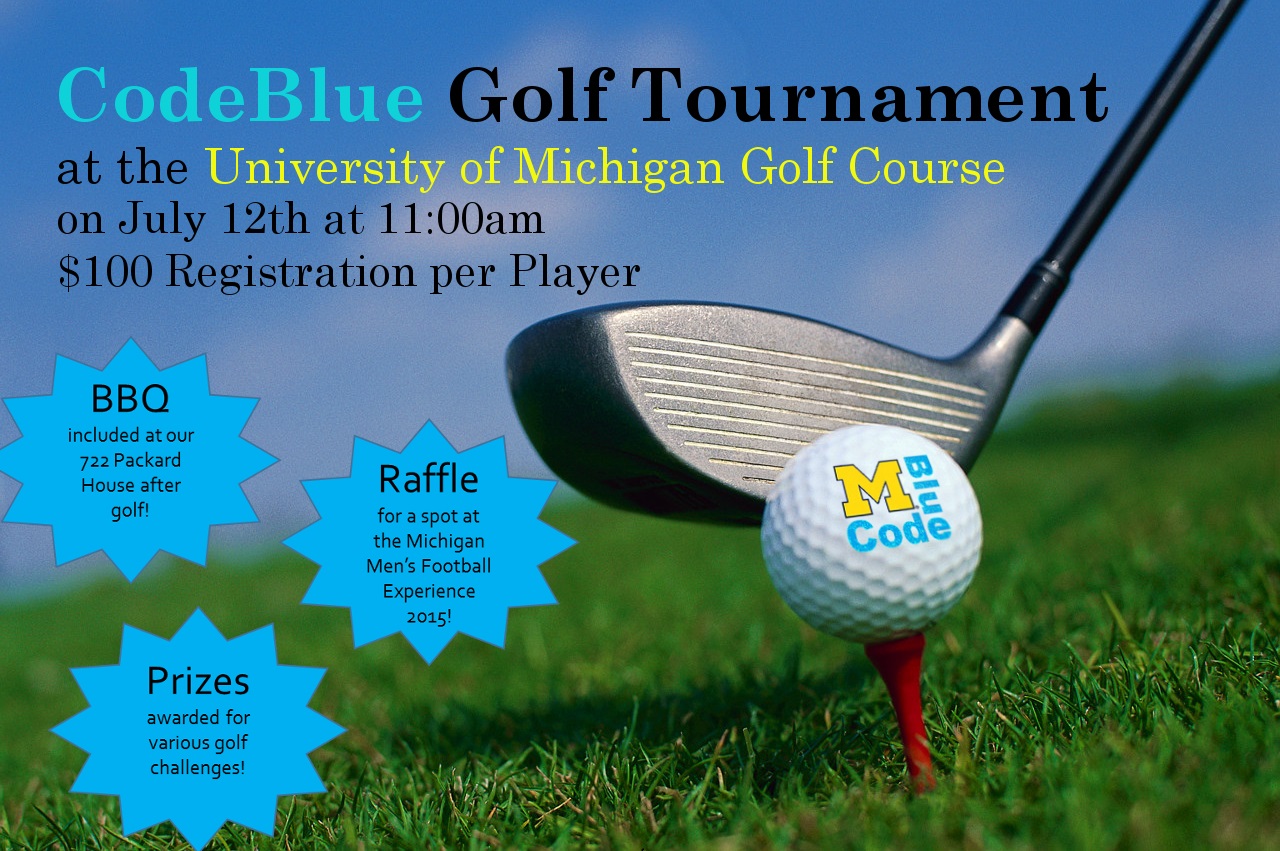 CodeBlue Golf Tournament
at the University of Michigan Golf Course
on July 12th at 11:00am
$100 Registration per Player
BBQ
included at our
722 Packard
House after
golf!
Raffle
for a spot at
the Michigan
Men's Football
Experience
2015!
Prizes
awarded for
various golf
challenges!
M
Blu
Code